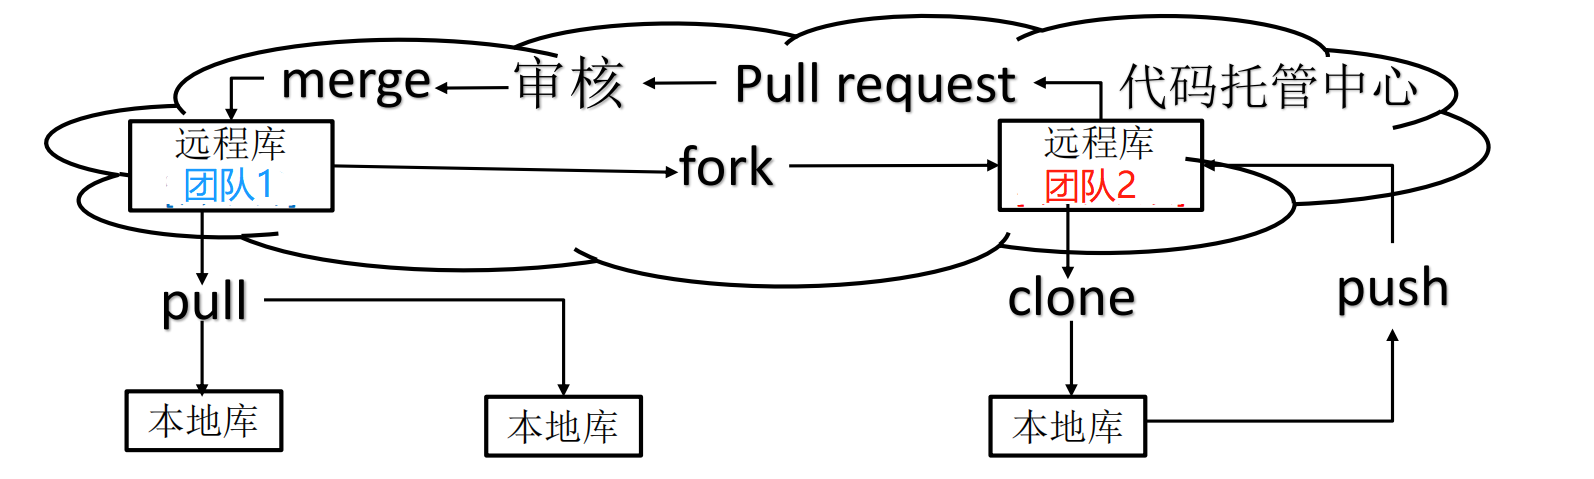 merge
审核
Pull request
代码托管中心
远程库
团队1
fork
远程库
团队2
pull
clone
push
本地库
本地库
本地库